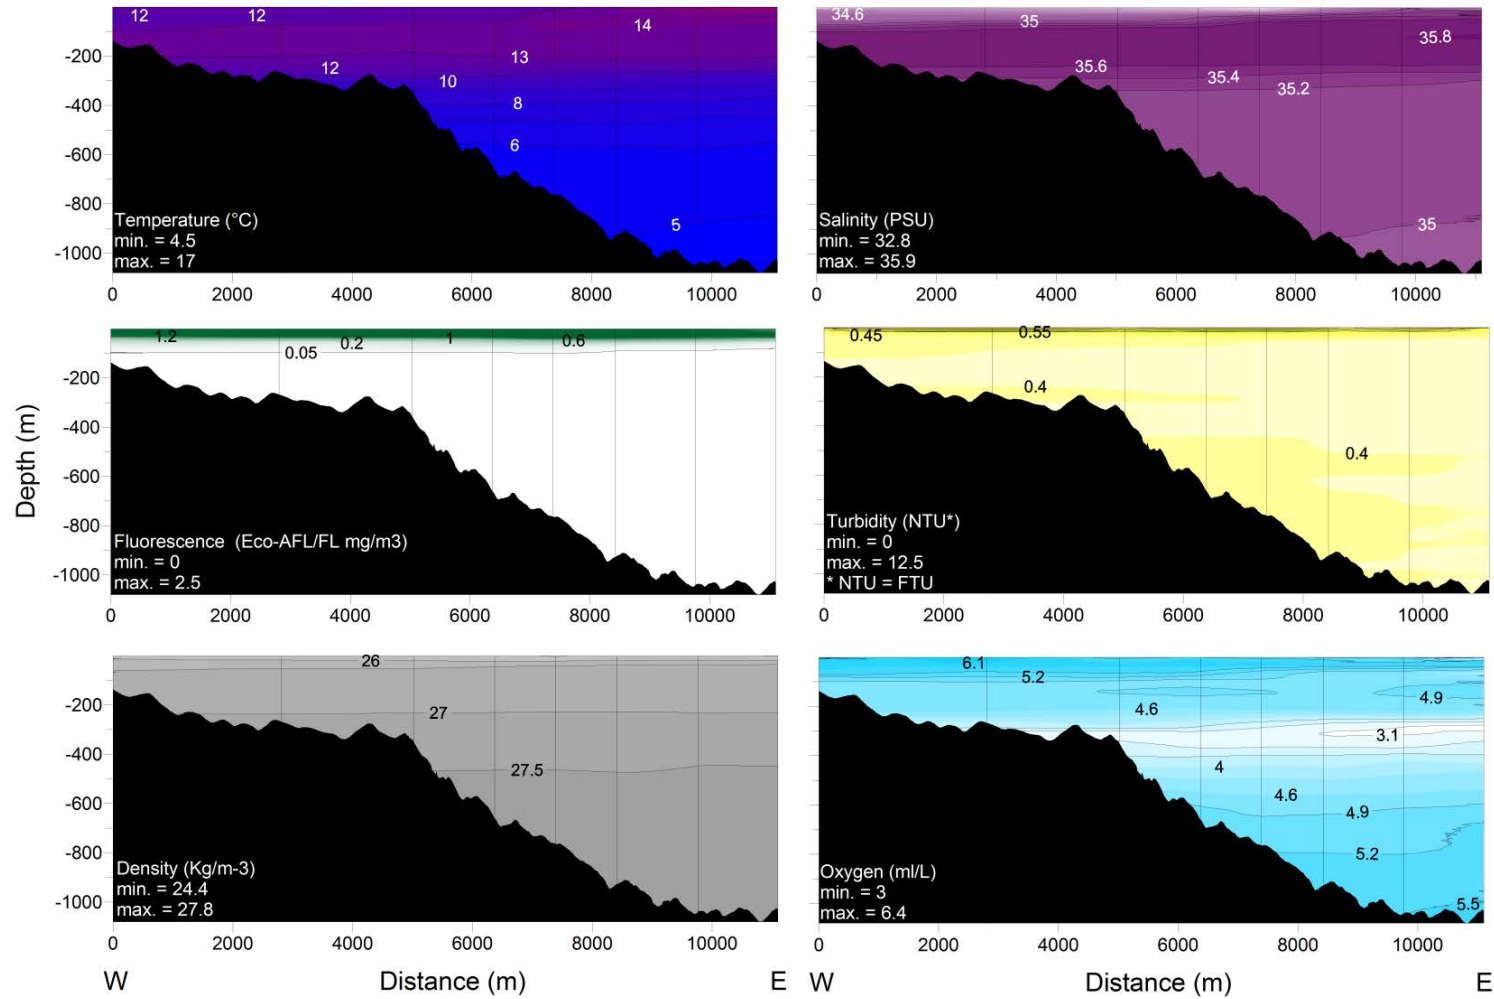 12
12
14
13
12
10
8
6
5
-200
-400
-600
-800
-1000
Temperature (°C)
min. = 4.5
max. = 17
0 2000 4000 6000 8000 10000
34.6
35
35.8
35.6
35.4
35.2
35
Salinity (PSU)
min. = 32.8
max. = 35.9
0 2000 4000 6000 8000 10000
Depth (m)
1.2
0.2
1
0.6
0.05
-200
-400
-600
-800
-1000
Fluorescence (Eco-AFL/FL mg/m3)
min. = 0
max. = 2.5
0 2000 4000 6000 8000 10000
0.45
0.55
0.4
0.4
Turbidity (NTU*)
min. = 0
max. = 12.5
* NTU = FTU
0 2000 4000 6000 8000 10000
26
27
27.5
-200
-400
-600
-800
-1000
Density (Kg/m-3)
min. = 24.4
max. = 27.8
0 2000 4000 6000 8000 10000
W Distance (m) E
6.1
5.2
4.9
4.6
3.1
4
4.6
4.9
5.2
5.5
Oxygen (ml/L)
min. = 3
max. = 6.4
0 2000 4000 6000 8000 10000
W Distance (m) E